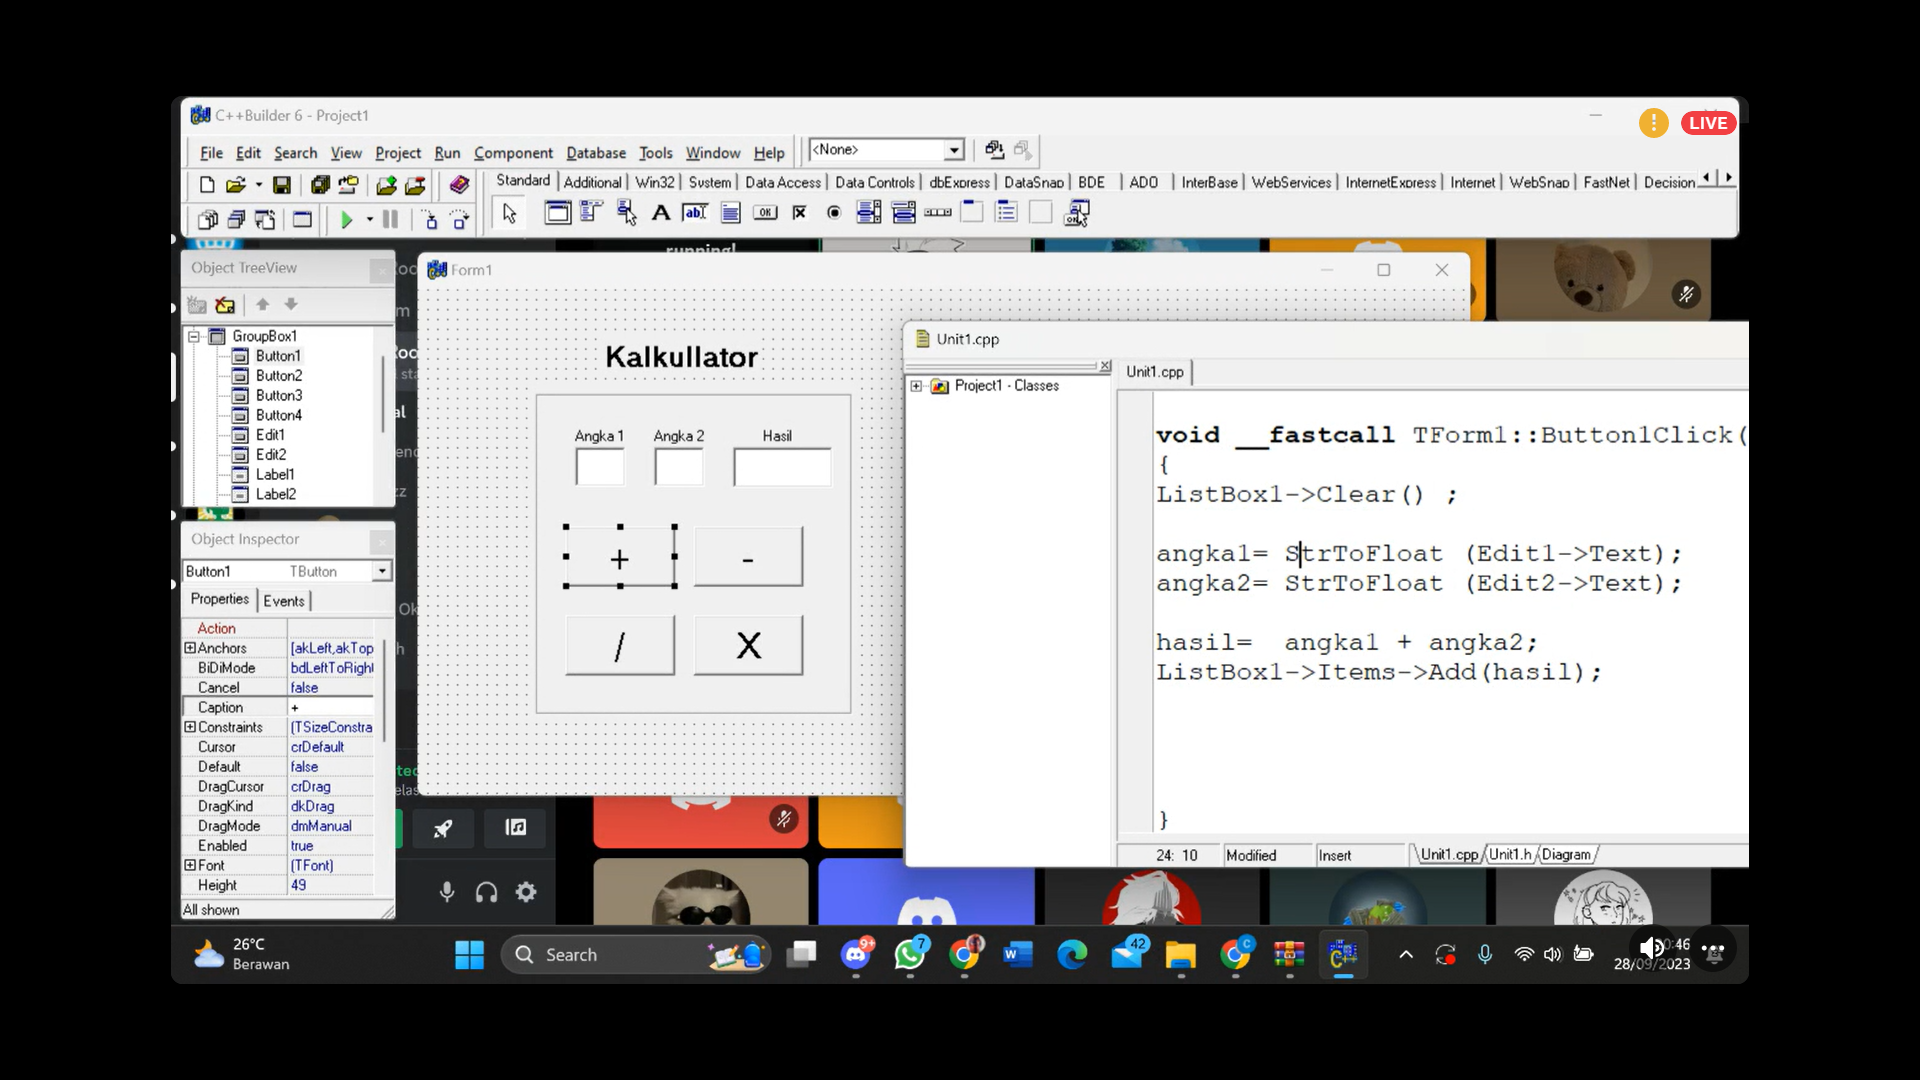 C++Builder 6 - Project1
LIVE
File Edit Search View Project Run Component Database Tools Window Help
<None>
Standard Additional Win32 System Data Access Data Controls dbExpress DataSnap BDE ADO InterBase WebServices InternetExpress Internet WebSnap FastNet Decision
running!
Object TreeView
GroupBox1
Button1
Button2
Button3
Button4
Edit1
Edit2
Label1
Label2
Object Inspector
Button1 TButton
Properties Events
Action
Anchors [akLeft,akTop
BiDiMode bdLeftToRight
Cancel false
Caption +
Constraints (TSizeConstra
Cursor crDefault
Default false
DragCursor crDrag
DragKind dkDrag
DragMode dmManual
Enabled true
Font (TFont)
Height 49
All shown
Form1
Kalkullator
Angka 1 Angka 2 Hasil
+ -
/ X
Unit1.cpp
Project1 - Classes
Unit1.cpp
void __fastcall TForm1::Button1Click(
{
ListBox1->Clear() ;
angka1= StrToFloat (Edit1->Text);
angka2= StrToFloat (Edit2->Text);
hasil=  angka1 + angka2;
ListBox1->Items->Add(hasil);
}
24: 10 Modified Insert Unit1.cpp Unit1.h Diagram
26°C
Berawan
Search
9+
7
42
28/09/2023